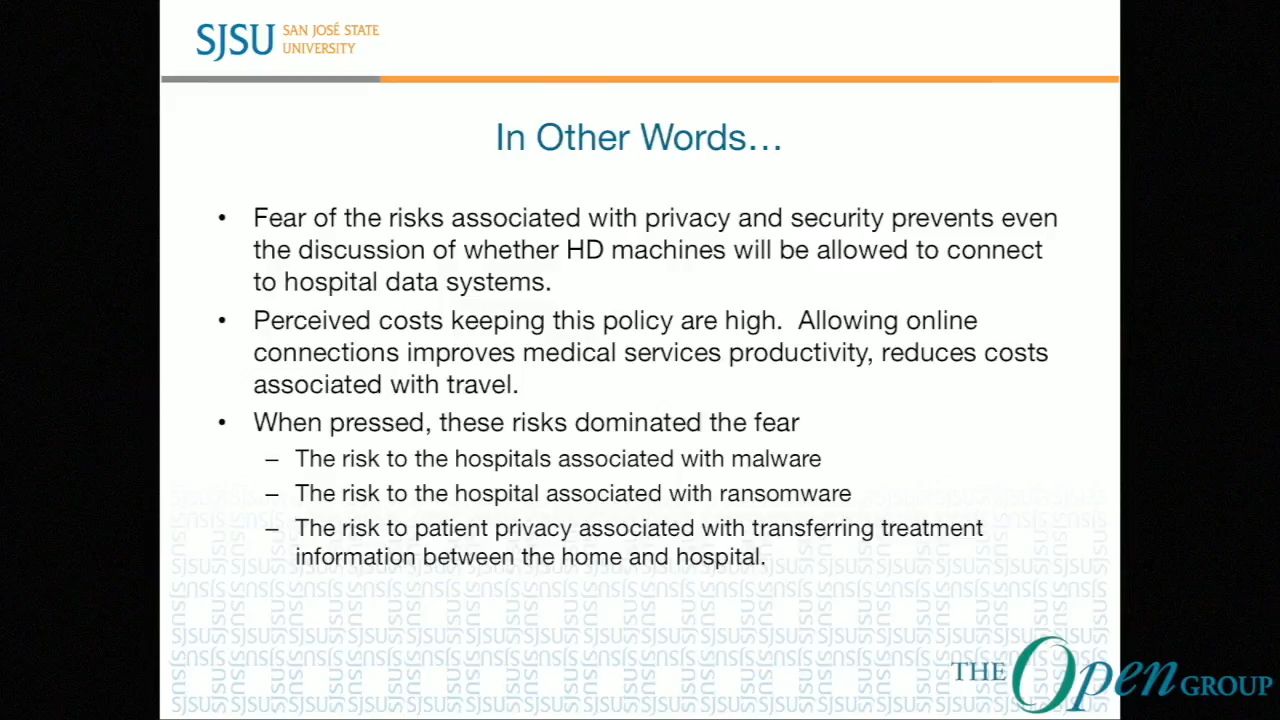 SJSU SAN JOSÉ STATE
UNIVERSITY
In Other Words…
• Fear of the risks associated with privacy and security prevents even
the discussion of whether HD machines will be allowed to connect
to hospital data systems.
• Perceived costs keeping this policy are high. Allowing online
connections improves medical services productivity, reduces costs
associated with travel.
• When pressed, these risks dominated the fear
– The risk to the hospitals associated with malware
– The risk to the hospital associated with ransomware
– The risk to patient privacy associated with transferring treatment
information between the home and hospital.
THE Open GROUP